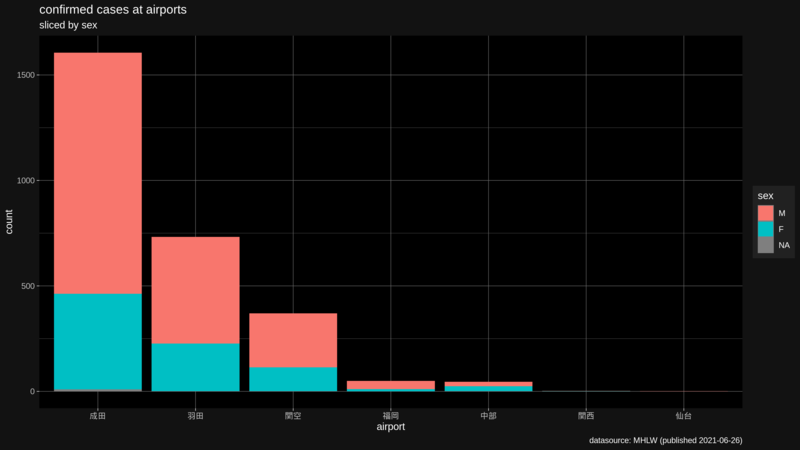 confirmed cases at airports
sliced by sex
1500
1000
500
0
count
成田 羽田 関空 福岡 中部 関西 仙台
airport
sex
M
F
NA
datasource: MHLW (published 2021-06-26)